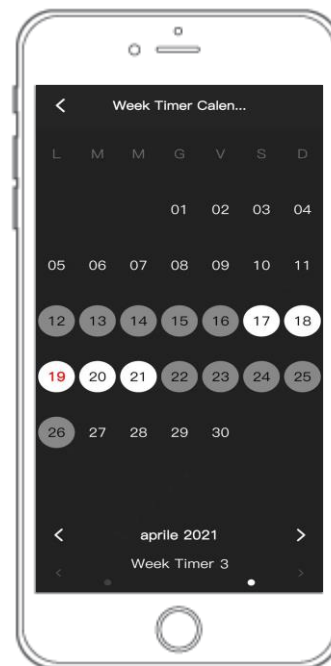 Week Timer Calen...
L M M G V S D
01 02 03 04
05 06 07 08 09 10 11
12 13 14 15 16 17 18
19 20 21 22 23 24 25
26 27 28 29 30
aprile 2021
Week Timer 3